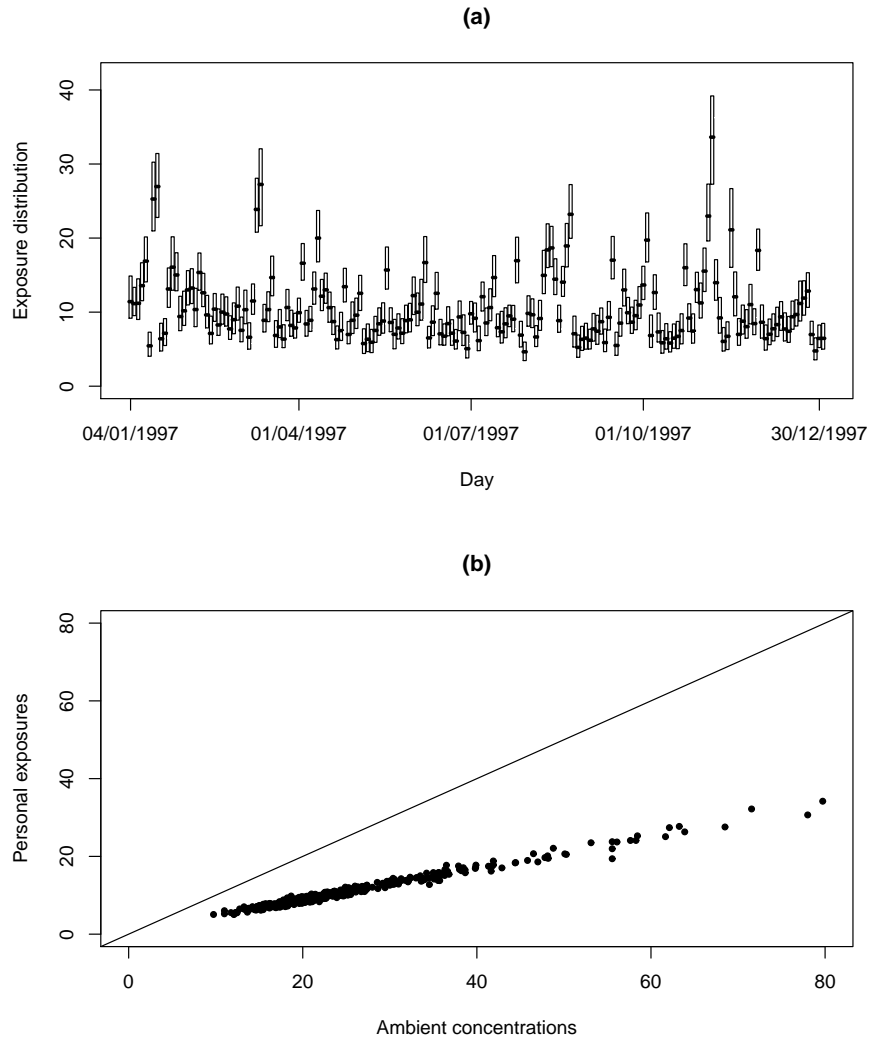 (a)
Exposure distribution
40
30
20
10
0
04/01/1997 01/04/1997 01/07/1997 01/10/1997 30/12/1997
Day
(b)
Personal exposures
80
60
40
20
0
0 20 40 60 80
Ambient concentrations